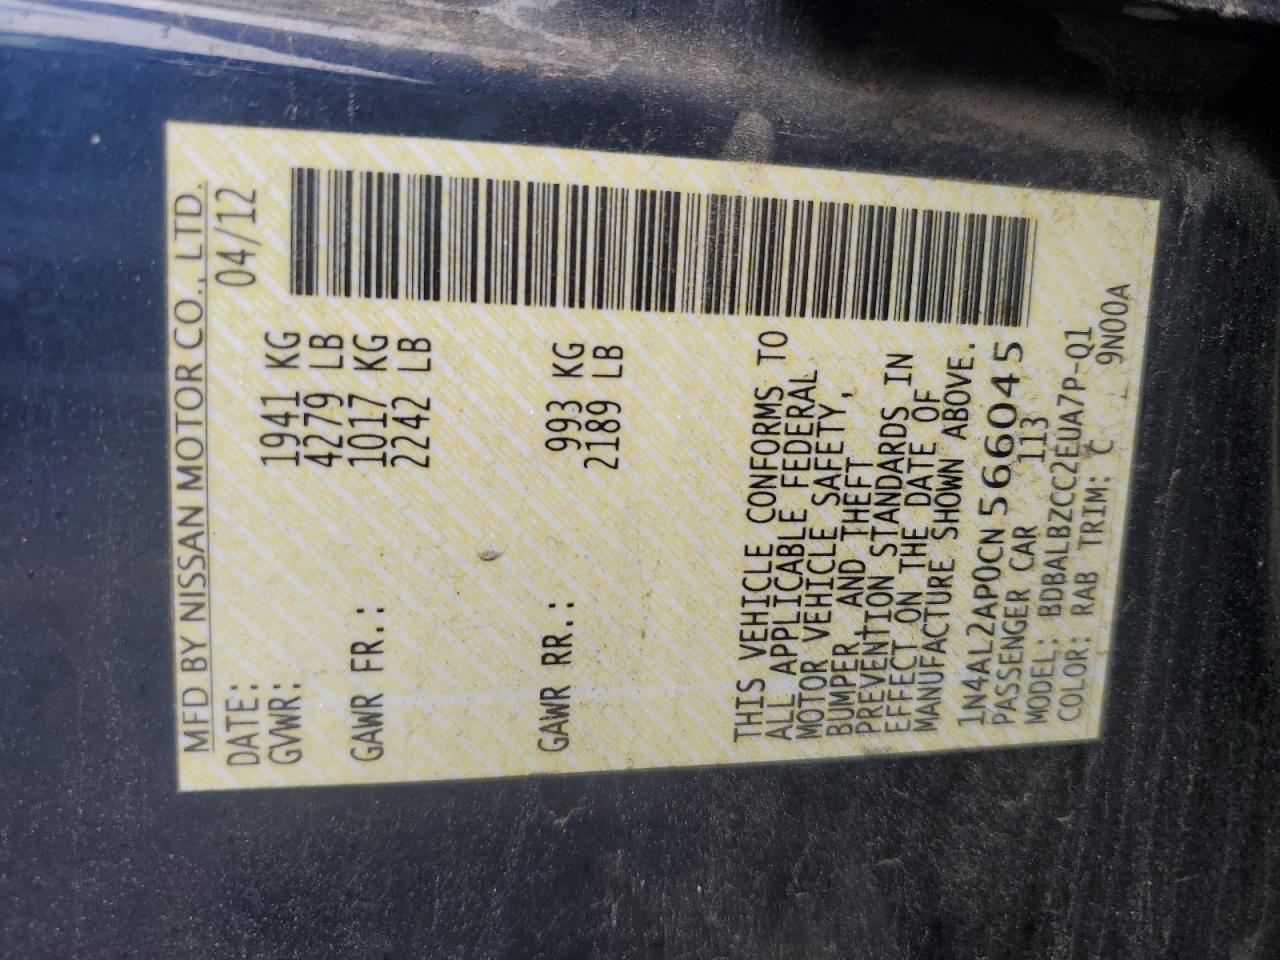 MFD BY NISSAN MOTOR CO., LTD.
DATE: 04/12
GVWR: 1941 KG
4279 LB
GAWR FR.: 1017 KG
2242 LB
GAWR RR.: 993 KG
2189 LB
THIS VEHICLE CONFORMS TO
ALL APPLICABLE FEDERAL
MOTOR VEHICLE SAFETY,
BUMPER, AND THEFT
PREVENTION STANDARDS IN
EFFECT ON THE DATE OF
MANUFACTURE SHOWN ABOVE.
1N4AL2AP0CN566045
PASSENGER CAR 113
MODEL: BDBALBZCC2EUA7P-Q1
COLOR: RAB TRIM: C 9N00A